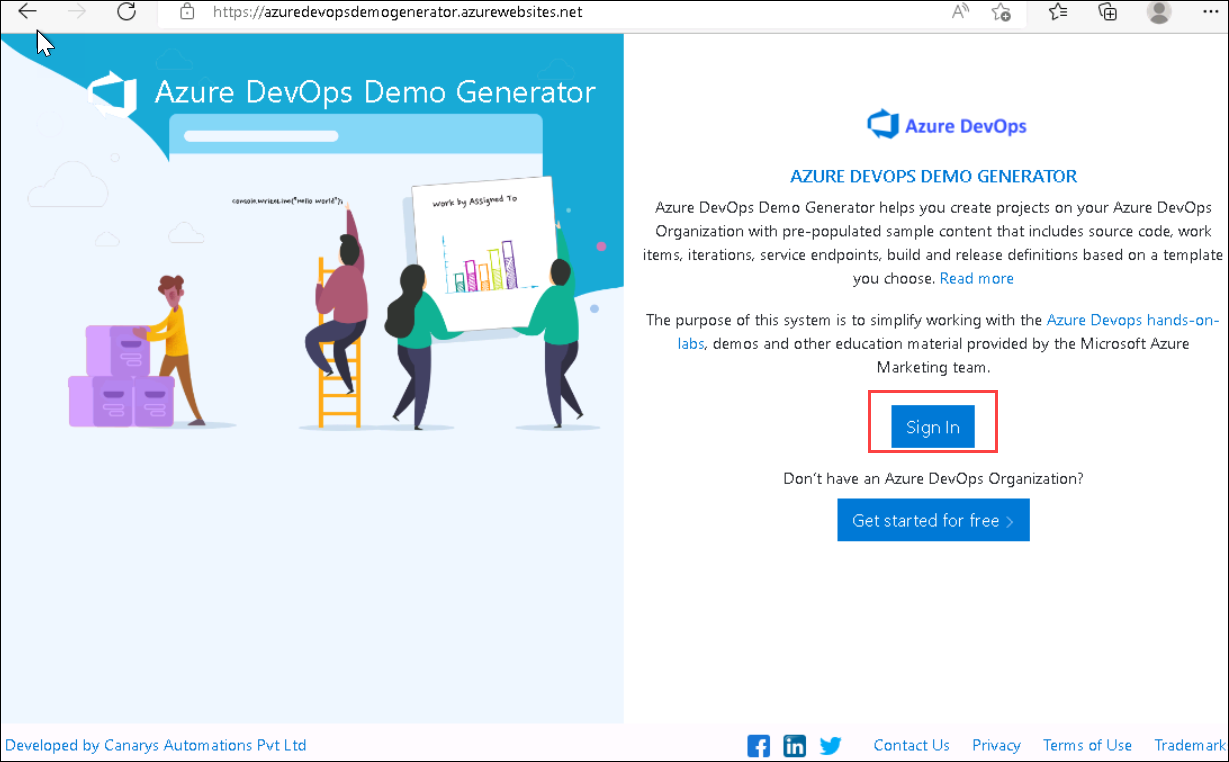 https://azuredevopsdemogenerator.azurewebsites.net
Azure DevOps Demo Generator
console.writeline("Hello world");
Work by Assigned To
Azure DevOps
AZURE DEVOPS DEMO GENERATOR
Azure DevOps Demo Generator helps you create projects on your Azure DevOps
Organization with pre-populated sample content that includes source code, work
items, iterations, service endpoints, build and release definitions based on a template
you choose. Read more
The purpose of this system is to simplify working with the Azure Devops hands-on-
labs, demos and other education material provided by the Microsoft Azure
Marketing team.
Sign In
Don't have an Azure DevOps Organization?
Get started for free >
Developed by Canarys Automations Pvt Ltd
Contact Us Privacy Terms of Use Trademark